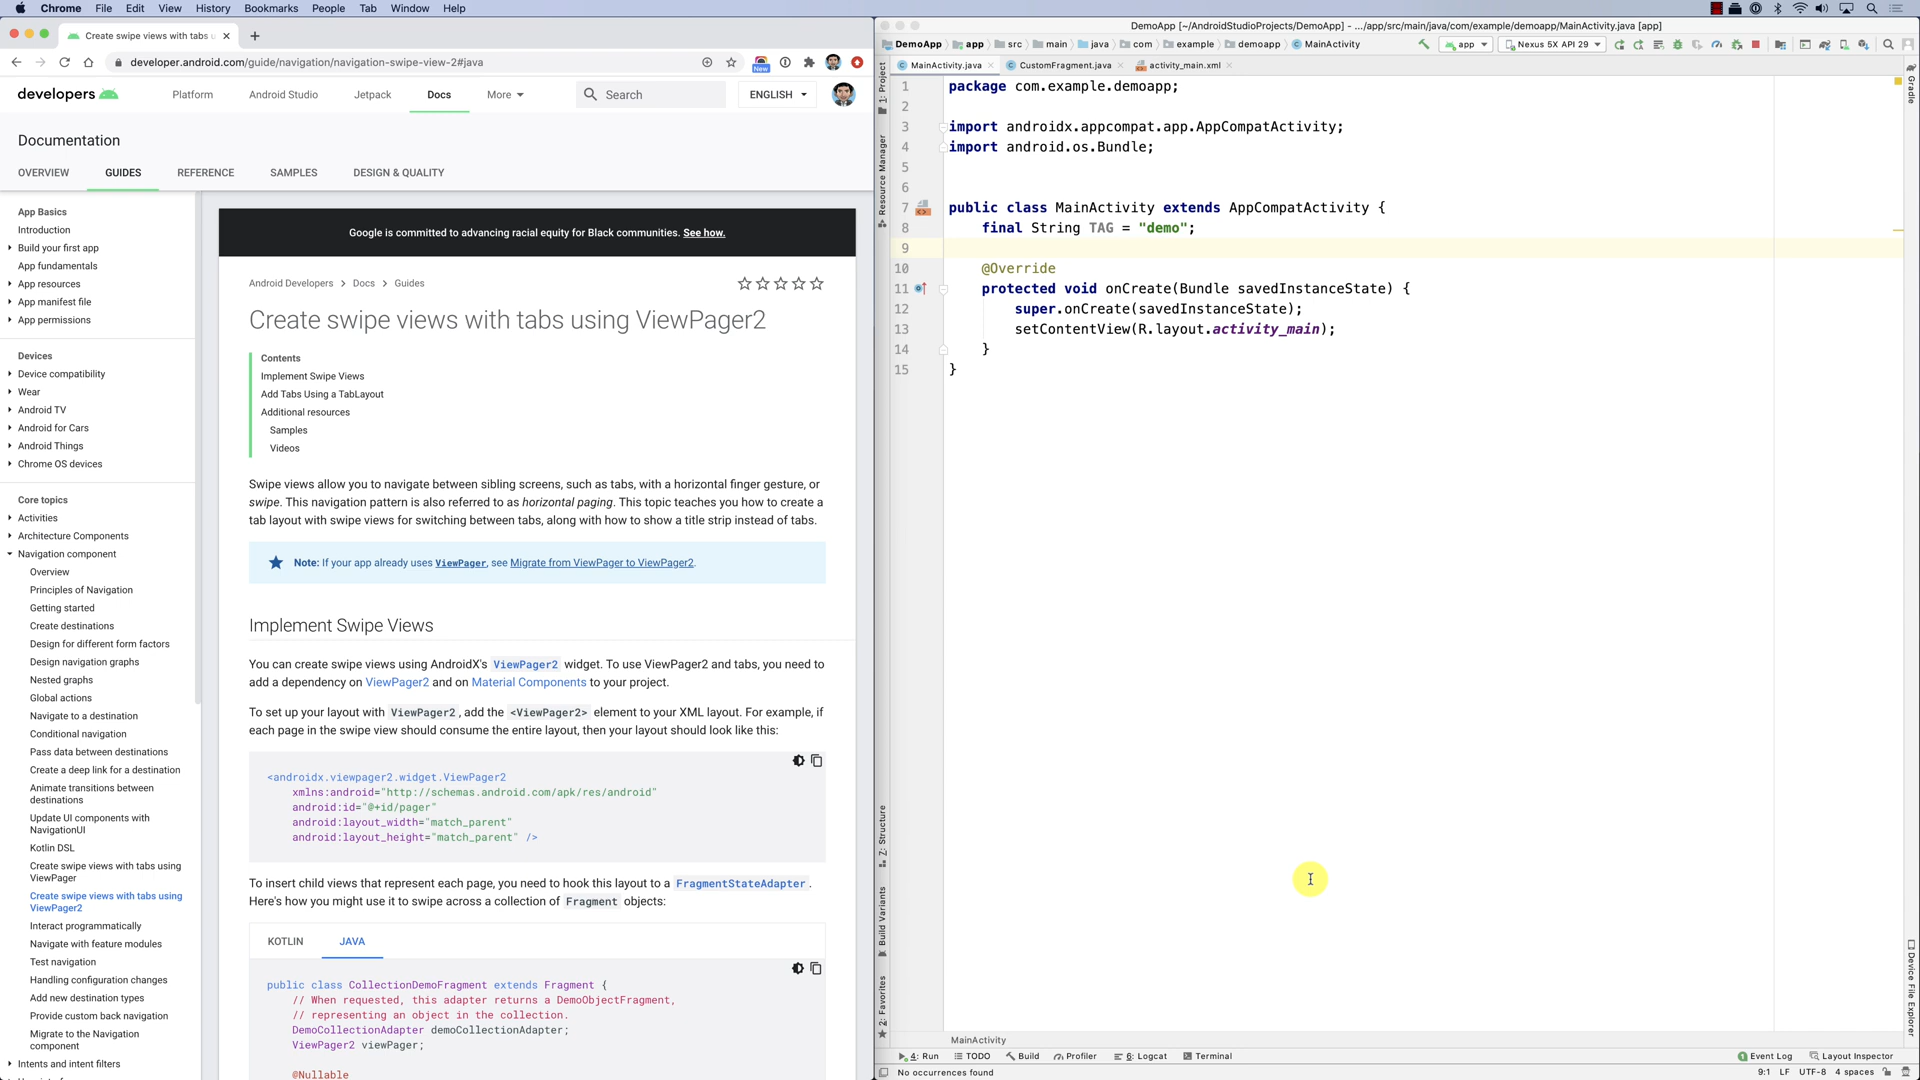 Chrome File Edit View History Bookmarks People Tab Window Help
Create swipe views with tabs u
developer.android.com/guide/navigation/navigation-swipe-view-2#java
New
developers
Platform Android Studio Jetpack Docs More Search ENGLISH
Documentation
OVERVIEW GUIDES REFERENCE SAMPLES DESIGN & QUALITY
App Basics
Introduction
Build your first app
App fundamentals
App resources
App manifest file
App permissions
Devices
Device compatibility
Wear
Android TV
Android for Cars
Android Things
Chrome OS devices
Core topics
Activities
Architecture Components
Navigation component
Overview
Principles of Navigation
Getting started
Create destinations
Design for different form factors
Design navigation graphs
Nested graphs
Global actions
Navigate to a destination
Conditional navigation
Pass data between destinations
Create a deep link for a destination
Animate transitions between
destinations
Update UI components with
NavigationUI
Kotlin DSL
Create swipe views with tabs using
ViewPager
Create swipe views with tabs using
ViewPager2
Interact programmatically
Navigate with feature modules
Test navigation
Handling configuration changes
Add new destination types
Provide custom back navigation
Migrate to the Navigation
component
Intents and intent filters
Google is committed to advancing racial equity for Black communities. See how.
Android Developers > Docs > Guides
Create swipe views with tabs using ViewPager2
Contents
Implement Swipe Views
Add Tabs Using a TabLayout
Additional resources
Samples
Videos
Swipe views allow you to navigate between sibling screens, such as tabs, with a horizontal finger gesture, or
swipe. This navigation pattern is also referred to as horizontal paging. This topic teaches you how to create a
tab layout with swipe views for switching between tabs, along with how to show a title strip instead of tabs.
Note: If your app already uses ViewPager, see Migrate from ViewPager to ViewPager2.
Implement Swipe Views
You can create swipe views using AndroidX's ViewPager2 widget. To use ViewPager2 and tabs, you need to
add a dependency on ViewPager2 and on Material Components to your project.
To set up your layout with ViewPager2, add the <ViewPager2> element to your XML layout. For example, if
each page in the swipe view should consume the entire layout, then your layout should look like this:
<androidx.viewpager2.widget.ViewPager2
xmlns:android="http://schemas.android.com/apk/res/android"
android:id="@+id/pager"
android:layout_width="match_parent"
android:layout_height="match_parent" />
To insert child views that represent each page, you need to hook this layout to a FragmentStateAdapter.
Here's how you might use it to swipe across a collection of Fragment objects:
KOTLIN JAVA
public class CollectionDemoFragment extends Fragment {
// When requested, this adapter returns a DemoObjectFragment,
// representing an object in the collection.
DemoCollectionAdapter demoCollectionAdapter;
ViewPager2 viewPager;
@Nullable
DemoApp [~/AndroidStudioProjects/DemoApp] - .../app/src/main/java/com/example/demoapp/MainActivity.java [app]
DemoApp app src main java com example demoapp MainActivity app Nexus 5X API 29
MainActivity.java CustomFragment.java activity_main.xml
1: Project
Resource Manager
Z: Structure
Build Variants
2: Favorites
Gradle
Device File Explorer
1 package com.example.demoapp;
2
3 import androidx.appcompat.app.AppCompatActivity;
4 import android.os.Bundle;
5
6
7 public class MainActivity extends AppCompatActivity {
8 final String TAG = "demo";
9
10 @Override
11 protected void onCreate(Bundle savedInstanceState) {
12 super.onCreate(savedInstanceState);
13 setContentView(R.layout.activity_main);
14 }
15 }
MainActivity
4: Run TODO Build Profiler 6: Logcat Terminal Event Log Layout Inspector
No occurrences found 9:1 LF UTF-8 4 spaces